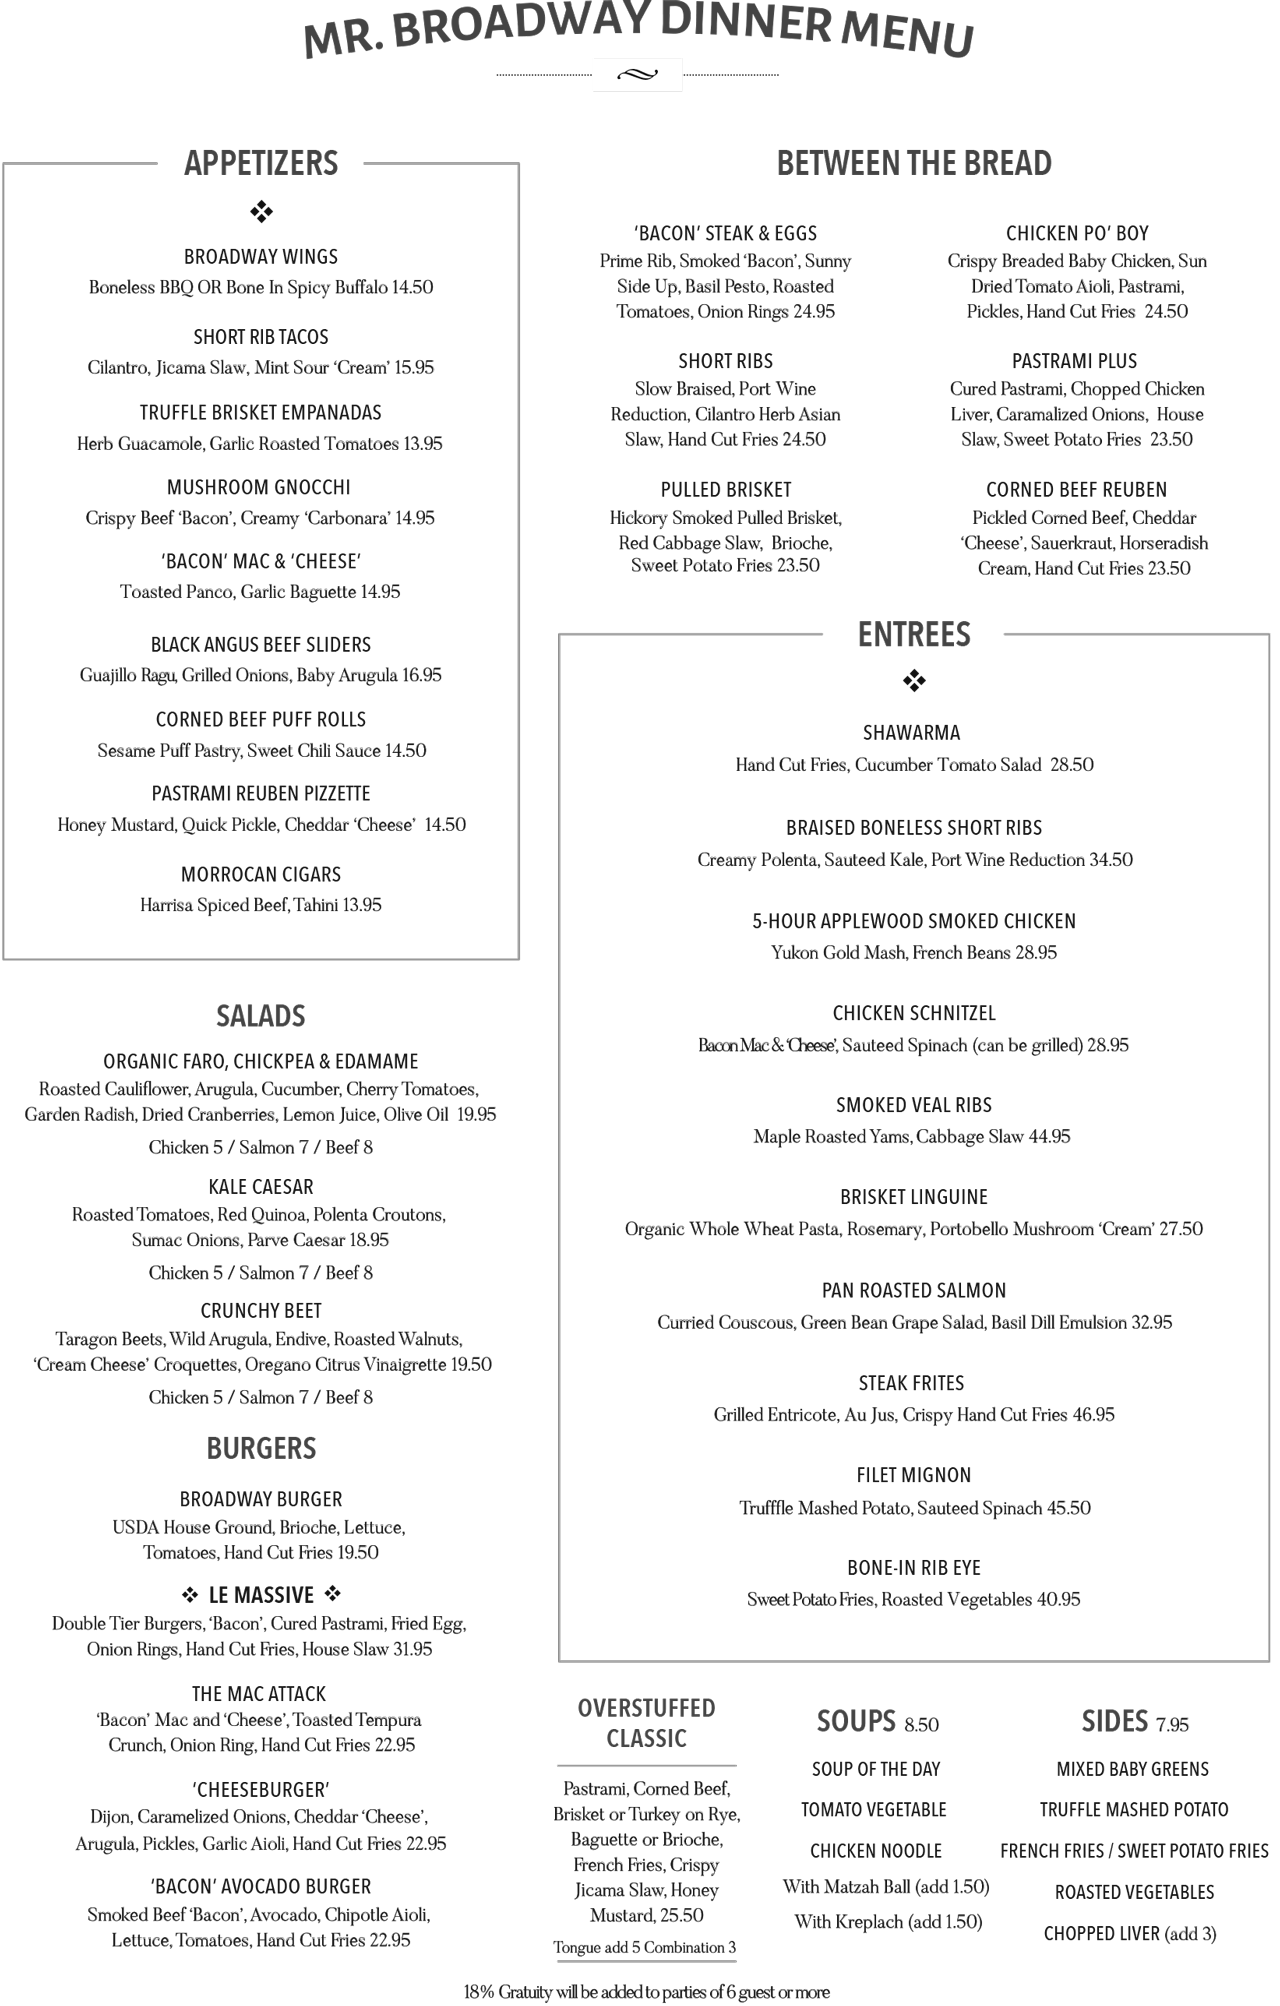 MR. BROADWAY DINNER MENU
APPETIZERS
BROADWAY WINGS
Boneless BBQ OR Bone In Spicy Buffalo 14.50
SHORT RIB TACOS
Cilantro, Jicama Slaw, Mint Sour ‘Cream’ 15.95
TRUFFLE BRISKET EMPANADAS
Herb Guacamole, Garlic Roasted Tomatoes 13.95
MUSHROOM GNOCCHI
Crispy Beef ‘Bacon’, Creamy ‘Carbonara’ 14.95
‘BACON’ MAC & ‘CHEESE’
Toasted Panco, Garlic Baguette 14.95
BLACK ANGUS BEEF SLIDERS
Guajillo Ragu, Grilled Onions, Baby Arugula 16.95
CORNED BEEF PUFF ROLLS
Sesame Puff Pastry, Sweet Chili Sauce 14.50
PASTRAMI REUBEN PIZZETTE
Honey Mustard, Quick Pickle, Cheddar ‘Cheese’ 14.50
MORROCAN CIGARS
Harrisa Spiced Beef, Tahini 13.95
SALADS
ORGANIC FARO, CHICKPEA & EDAMAME
Roasted Cauliflower, Arugula, Cucumber, Cherry Tomatoes,
Garden Radish, Dried Cranberries, Lemon Juice, Olive Oil 19.95
Chicken 5 / Salmon 7 / Beef 8
KALE CAESAR
Roasted Tomatoes, Red Quinoa, Polenta Croutons,
Sumac Onions, Parve Caesar 18.95
Chicken 5 / Salmon 7 / Beef 8
CRUNCHY BEET
Taragon Beets, Wild Arugula, Endive, Roasted Walnuts,
‘Cream Cheese’ Croquettes, Oregano Citrus Vinaigrette 19.50
Chicken 5 / Salmon 7 / Beef 8
BURGERS
BROADWAY BURGER
USDA House Ground, Brioche, Lettuce,
Tomatoes, Hand Cut Fries 19.50
LE MASSIVE
Double Tier Burgers, ‘Bacon’, Cured Pastrami, Fried Egg,
Onion Rings, Hand Cut Fries, House Slaw 31.95
THE MAC ATTACK
‘Bacon’ Mac and ‘Cheese’, Toasted Tempura
Crunch, Onion Ring, Hand Cut Fries 22.95
‘CHEESEBURGER’
Dijon, Caramelized Onions, Cheddar ‘Cheese’,
Arugula, Pickles, Garlic Aioli, Hand Cut Fries 22.95
‘BACON’ AVOCADO BURGER
Smoked Beef ‘Bacon’, Avocado, Chipotle Aioli,
Lettuce, Tomatoes, Hand Cut Fries 22.95
BETWEEN THE BREAD
‘BACON’ STEAK & EGGS
Prime Rib, Smoked ‘Bacon’, Sunny
Side Up, Basil Pesto, Roasted
Tomatoes, Onion Rings 24.95
SHORT RIBS
Slow Braised, Port Wine
Reduction, Cilantro Herb Asian
Slaw, Hand Cut Fries 24.50
PULLED BRISKET
Hickory Smoked Pulled Brisket,
Red Cabbage Slaw, Brioche,
Sweet Potato Fries 23.50
CHICKEN PO’ BOY
Crispy Breaded Baby Chicken, Sun
Dried Tomato Aioli, Pastrami,
Pickles, Hand Cut Fries 24.50
PASTRAMI PLUS
Cured Pastrami, Chopped Chicken
Liver, Caramalized Onions, House
Slaw, Sweet Potato Fries 23.50
CORNED BEEF REUBEN
Pickled Corned Beef, Cheddar
‘Cheese’, Sauerkraut, Horseradish
Cream, Hand Cut Fries 23.50
ENTREES
SHAWARMA
Hand Cut Fries, Cucumber Tomato Salad 28.50
BRAISED BONELESS SHORT RIBS
Creamy Polenta, Sauteed Kale, Port Wine Reduction 34.50
5-HOUR APPLEWOOD SMOKED CHICKEN
Yukon Gold Mash, French Beans 28.95
CHICKEN SCHNITZEL
Bacon Mac & ‘Cheese’, Sauteed Spinach (can be grilled) 28.95
SMOKED VEAL RIBS
Maple Roasted Yams, Cabbage Slaw 44.95
BRISKET LINGUINE
Organic Whole Wheat Pasta, Rosemary, Portobello Mushroom ‘Cream’ 27.50
PAN ROASTED SALMON
Curried Couscous, Green Bean Grape Salad, Basil Dill Emulsion 32.95
STEAK FRITES
Grilled Entricote, Au Jus, Crispy Hand Cut Fries 46.95
FILET MIGNON
Trufffle Mashed Potato, Sauteed Spinach 45.50
BONE-IN RIB EYE
Sweet Potato Fries, Roasted Vegetables 40.95
OVERSTUFFED
CLASSIC
Pastrami, Corned Beef,
Brisket or Turkey on Rye,
Baguette or Brioche,
French Fries, Crispy
Jicama Slaw, Honey
Mustard, 25.50
Tongue add 5 Combination 3
SOUPS 8.50
SOUP OF THE DAY
TOMATO VEGETABLE
CHICKEN NOODLE
With Matzah Ball (add 1.50)
With Kreplach (add 1.50)
SIDES 7.95
MIXED BABY GREENS
TRUFFLE MASHED POTATO
FRENCH FRIES / SWEET POTATO FRIES
ROASTED VEGETABLES
CHOPPED LIVER (add 3)
18% Gratuity will be added to parties of 6 guest or more